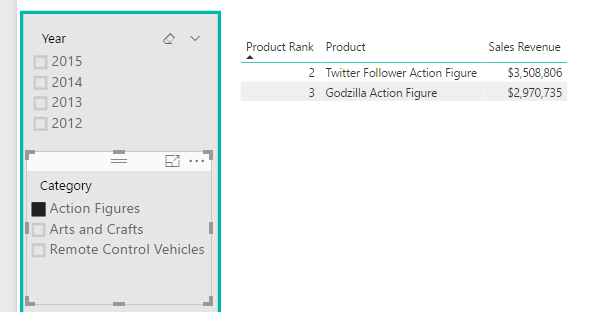 Year
2015
2014
2013
2012
Category
Action Figures
Arts and Crafts
Remote Control Vehicles
Product Rank Product Sales Revenue
2 Twitter Follower Action Figure $3,508,806
3 Godzilla Action Figure $2,970,735